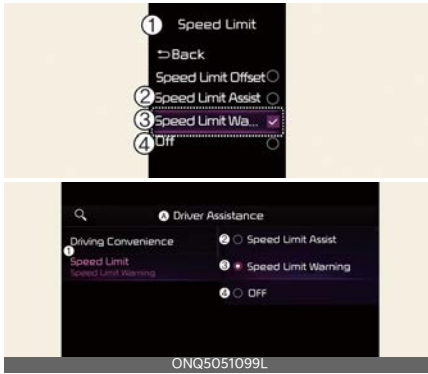 ① Speed Limit
⮌Back
Speed Limit Offset
② Speed Limit Assist
③ Speed Limit Wa...
④ Off
Ⓐ Driver Assistance
Driving Convenience
①
Speed Limit
Speed Limit Warning
② Speed Limit Assist
③ Speed Limit Warning
④ OFF
ONQ5051099L